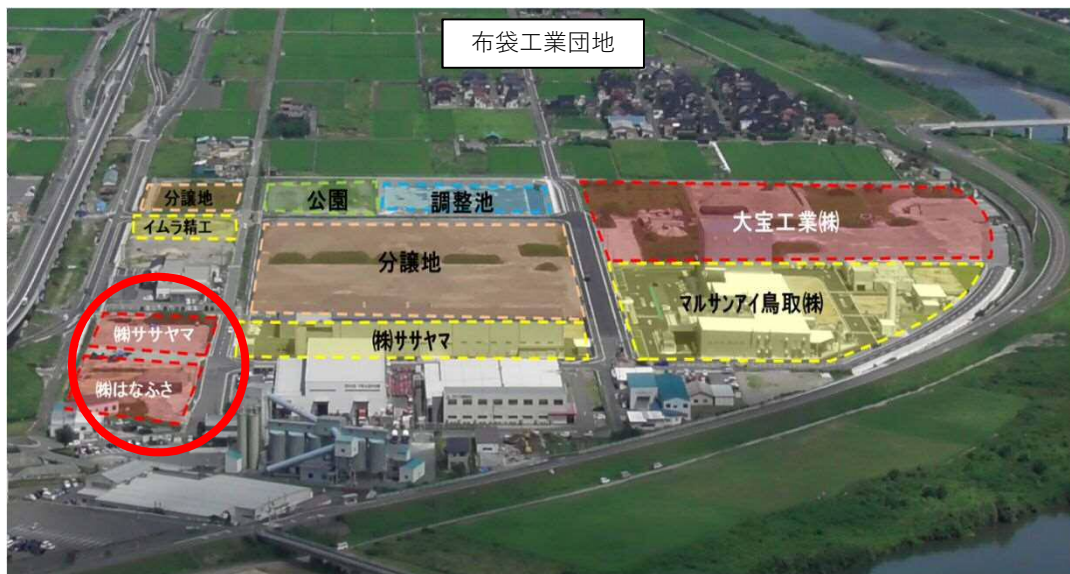 布袋工業団地
分譲地
公園
調整池
大宝工業㈱
イムラ精工
分譲地
マルサンアイ鳥取㈱
㈱ササヤマ
㈱ササヤマ
㈱はなふさ